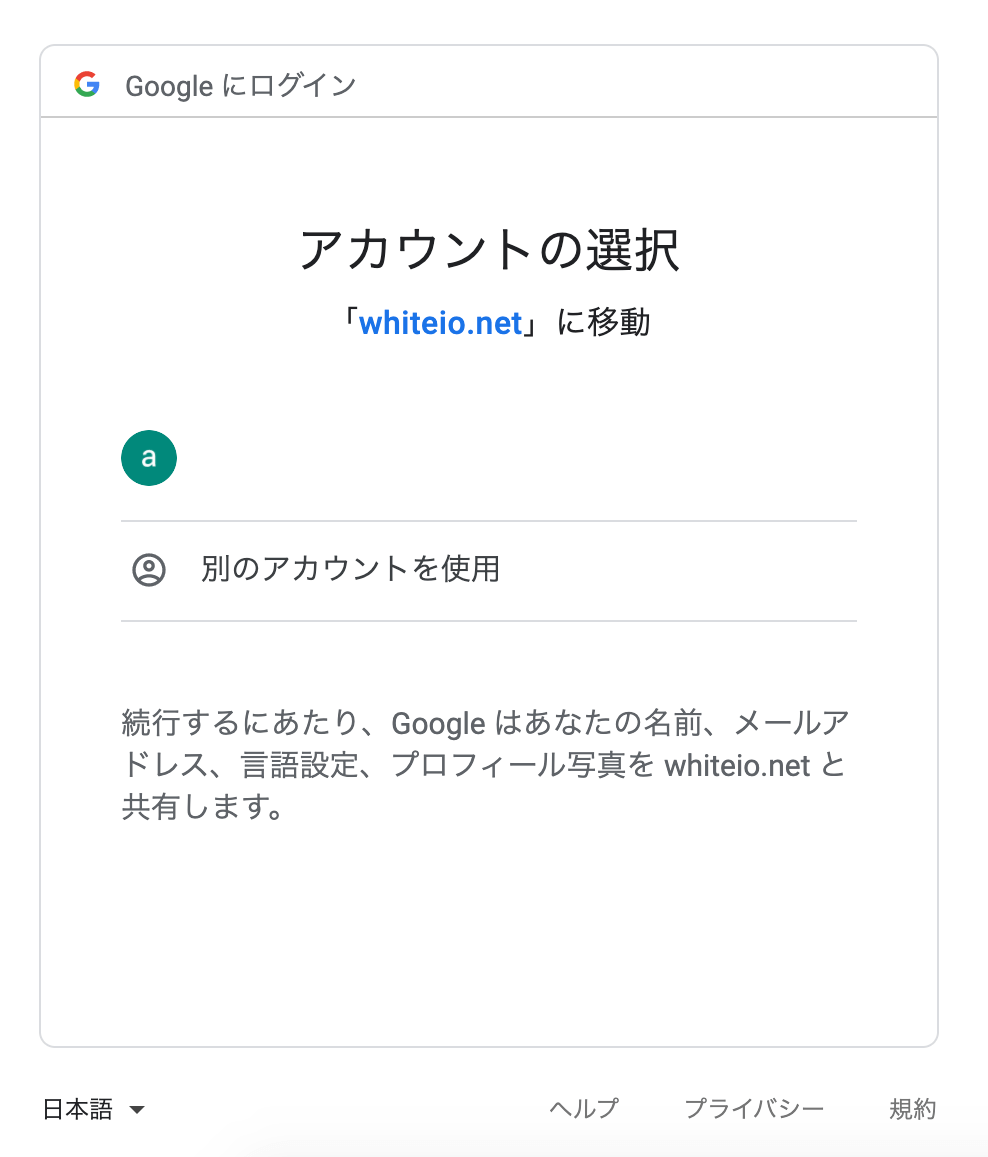 Google にログイン
アカウントの選択
「whiteio.net」に移動
a
別のアカウントを使用
続行するにあたり、Google はあなたの名前、メールア
ドレス、言語設定、プロフィール写真を whiteio.net と
共有します。
日本語
ヘルプ
プライバシー
規約